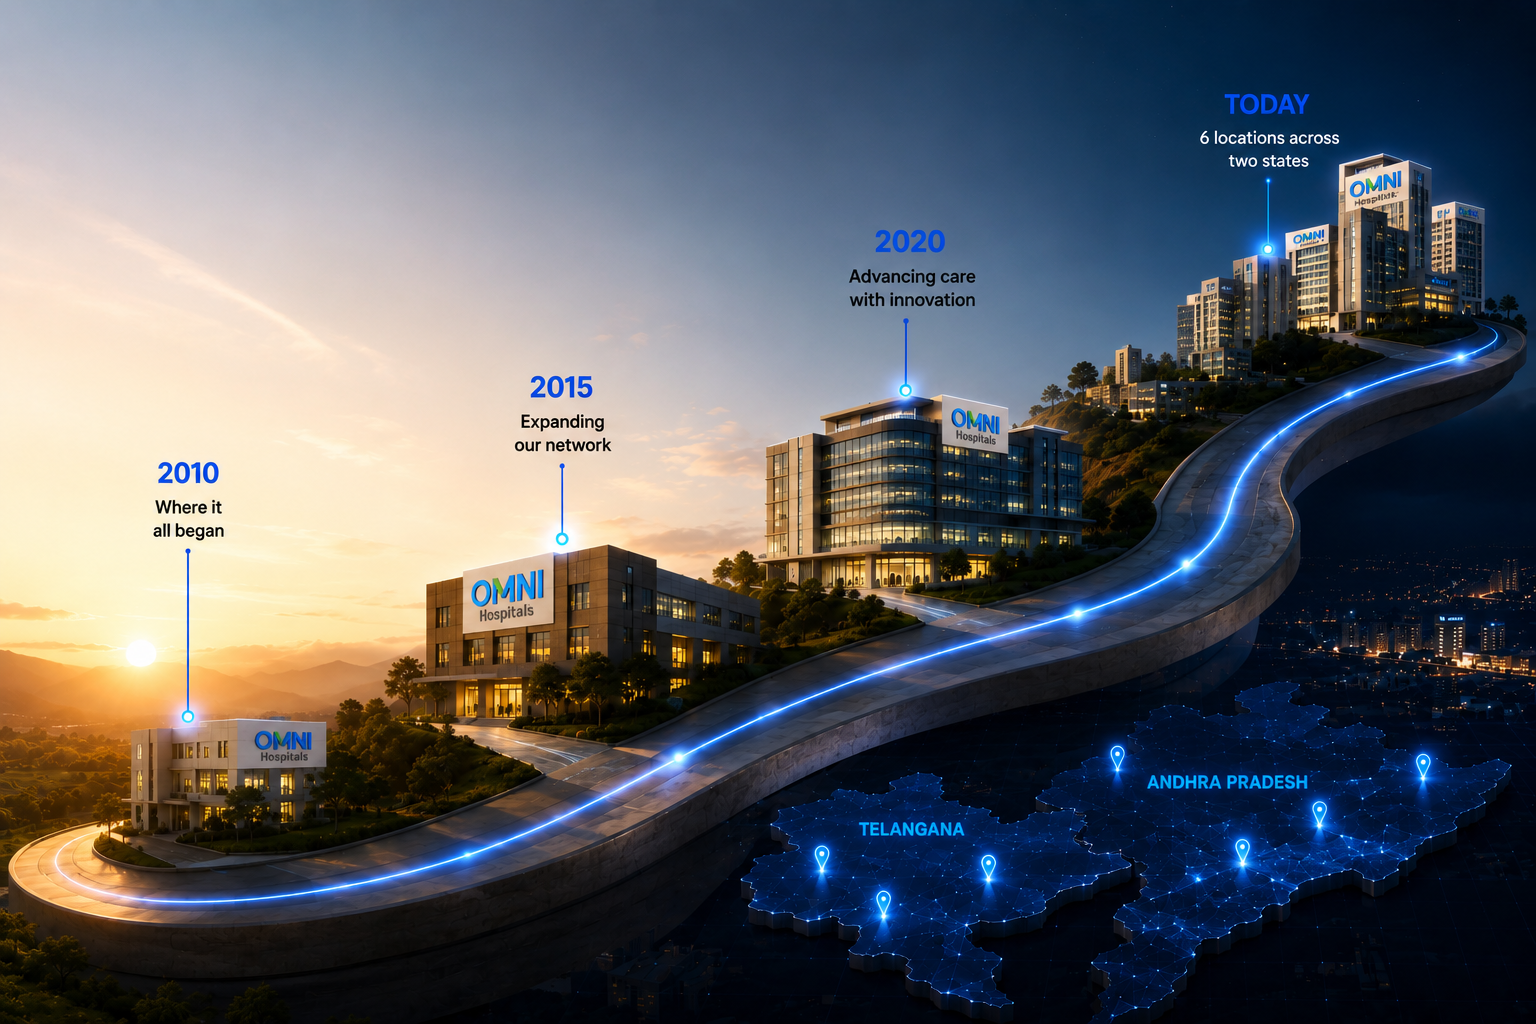 2010
Where it
all began
OMNI
Hospitals
2015
Expanding
our network
OMNI
Hospitals
2020
Advancing care
with innovation
OMNI
Hospitals
TODAY
6 locations across
two states
OMNI
Hospitals
OMNI
TELANGANA
ANDHRA PRADESH